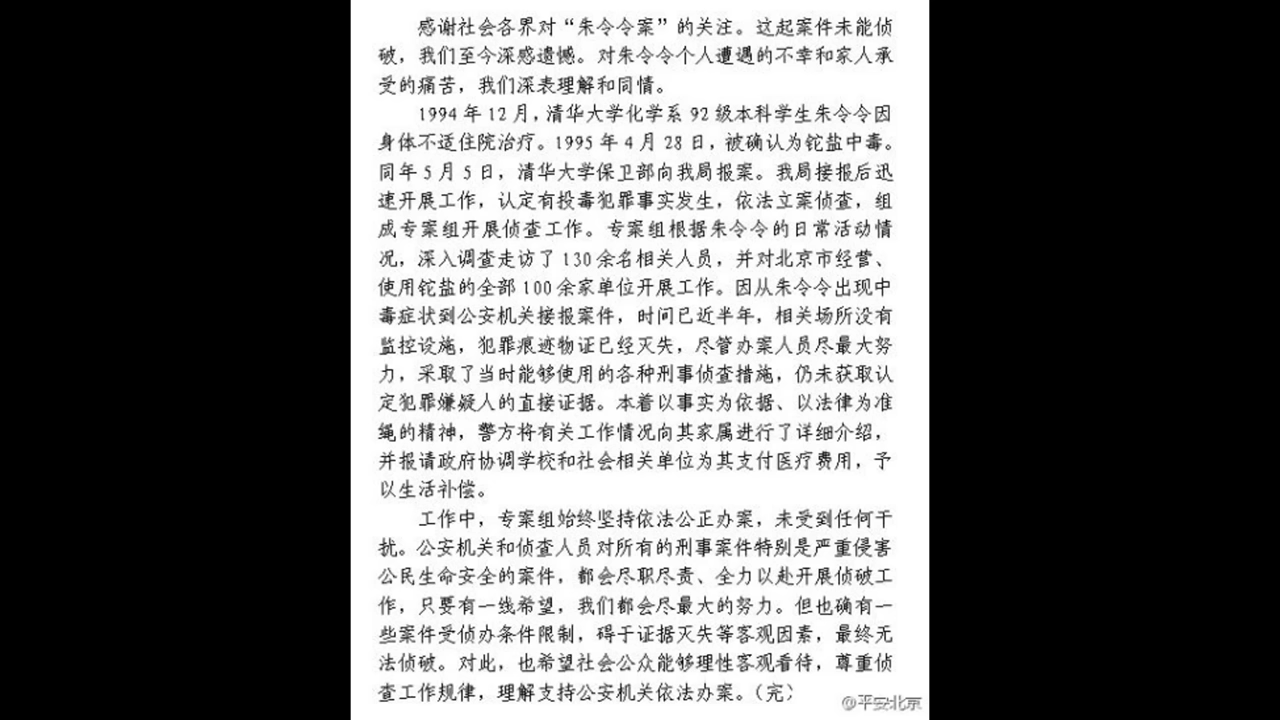 感谢社会各界对“朱令令案”的关注。这起案件未能侦
破，我们至今深感遗憾。对朱令令个人遭遇的不幸和家人承
受的痛苦，我们深表理解和同情。
1994年12月，清华大学化学系92级本科学生朱令令因
身体不适住院治疗。1995年4月28日，被确认为铊盐中毒。
同年5月5日，清华大学保卫部向我局报案。我局接报后迅
速开展工作，认定有投毒犯罪事实发生，依法立案侦查，组
成专案组开展侦查工作。专案组根据朱令令的日常活动情
况，深入调查走访了130余名相关人员，并对北京市经营、
使用铊盐的全部100余家单位开展工作。因从朱令令出现中
毒症状到公安机关接报案件，时间已近半年，相关场所没有
监控设施，犯罪痕迹物证已经灭失，尽管办案人员尽最大努
力，采取了当时能够使用的各种刑事侦查措施，仍未获取认
定犯罪嫌疑人的直接证据。本着以事实为依据、以法律为准
绳的精神，警方将有关工作情况向其家属进行了详细介绍，
并报请政府协调学校和社会相关单位为其支付医疗费用，予
以生活补偿。
工作中，专案组始终坚持依法公正办案，未受到任何干
扰。公安机关和侦查人员对所有的刑事案件特别是严重侵害
公民生命安全的案件，都会尽职尽责、全力以赴开展侦破工
作，只要有一线希望，我们都会尽最大的努力。但也确有一
些案件受侦办条件限制，碍于证据灭失等客观因素，最终无
法侦破。对此，也希望社会公众能够理性客观看待，尊重侦
查工作规律，理解支持公安机关依法办案。（完）
@平安北京